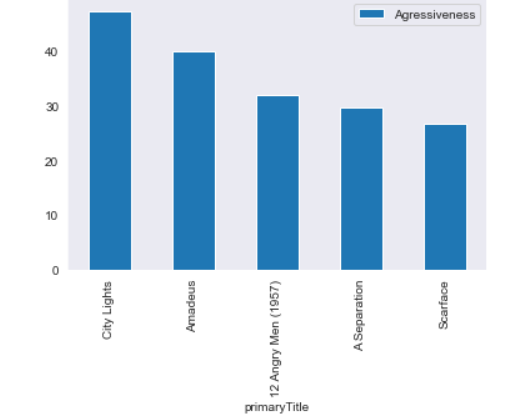 Agressiveness
40
30
20
10
0
City Lights
Amadeus
12 Angry Men (1957)
A Separation
Scarface
primaryTitle